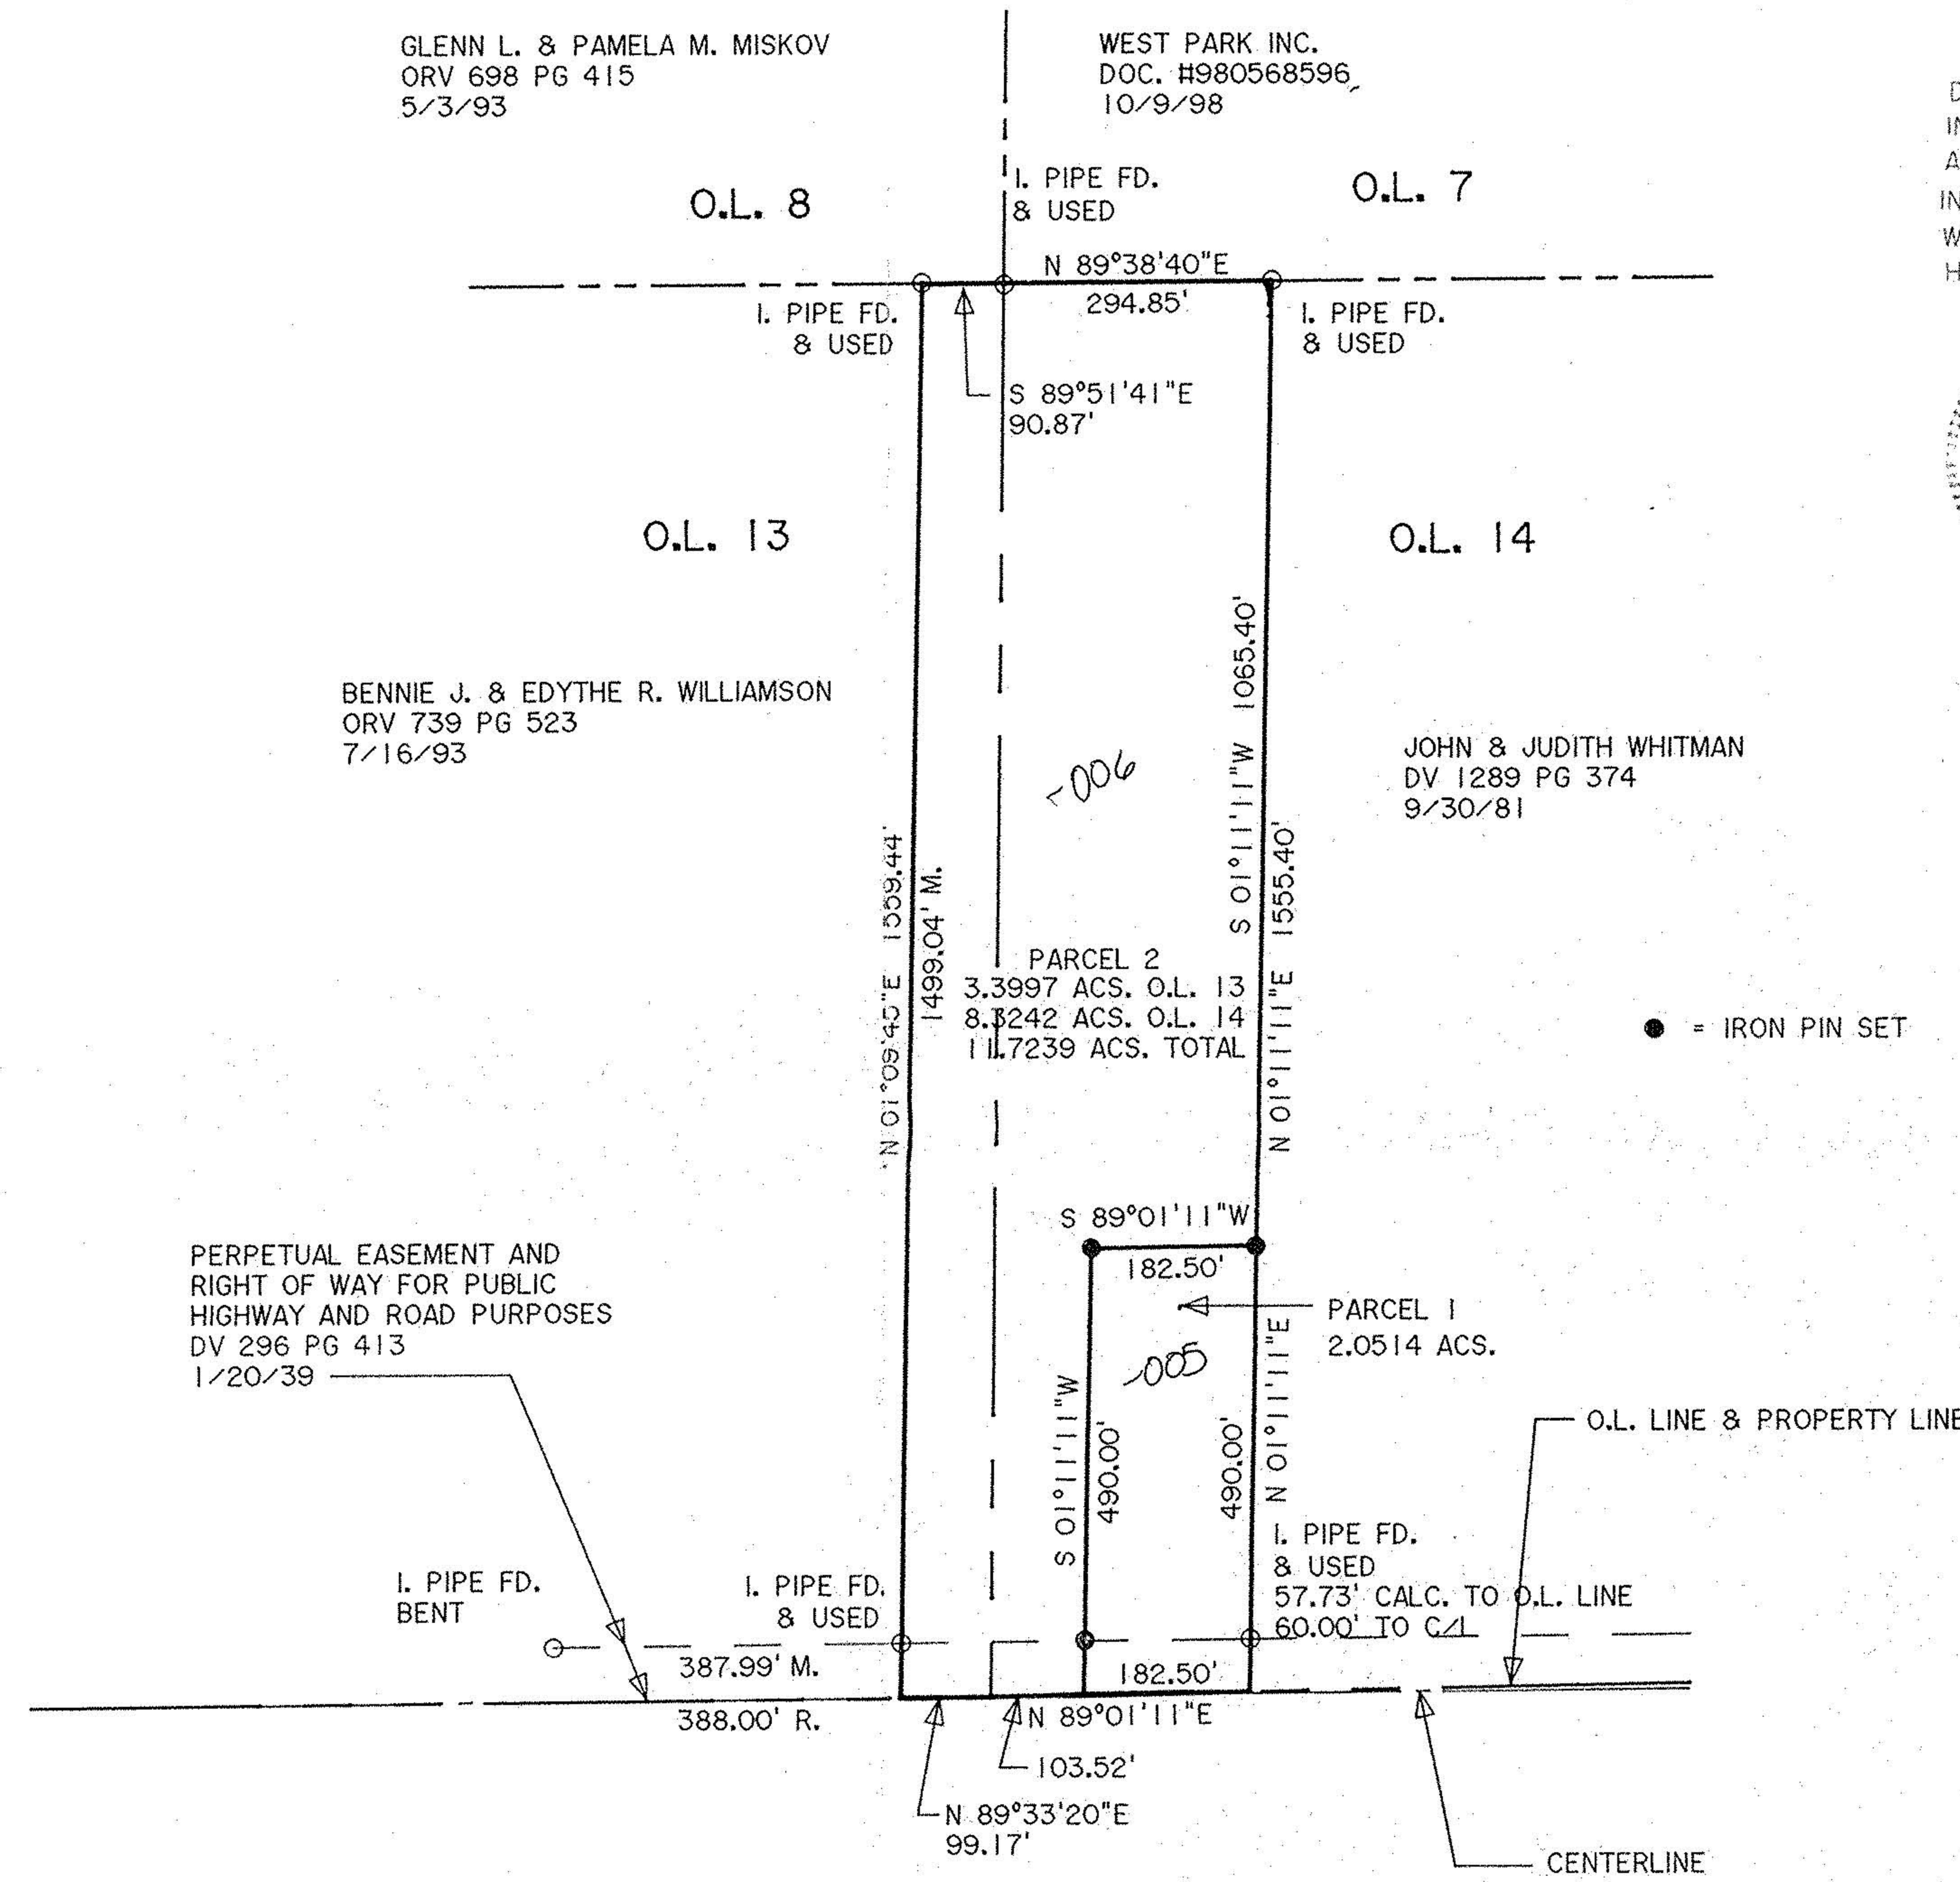 GLENN L. & PAMELA M. MISKOV
ORV 698 PG 415
5/3/93
WEST PARK INC.
DOC. #980568596
10/9/98
O.L. 8
I. PIPE FD.
& USED
O.L. 7
N 89°38'40"E
294.85'
I. PIPE FD.
& USED
I. PIPE FD.
& USED
S 89°51'41"E
90.87'
O.L. 13
O.L. 14
BENNIE J. & EDYTHE R. WILLIAMSON
ORV 739 PG 523
7/16/93
-006
JOHN & JUDITH WHITMAN
DV 1289 PG 374
9/30/81
1499.04' M.
S 01°11'11"W 1065.40'
N 01°11'11"E 1555.40'
PARCEL 2
3.3997 ACS. O.L. 13
8.3242 ACS. O.L. 14
11.7239 ACS. TOTAL
= IRON PIN SET
S 89°01'11"W
182.50'
PERPETUAL EASEMENT AND
RIGHT OF WAY FOR PUBLIC
HIGHWAY AND ROAD PURPOSES
DV 296 PG 413
1/20/39
PARCEL 1
2.0514 ACS.
-005
S 01°11'11"W
490.00'
490.00'
N 01°11'11"E
O.L. LINE & PROPERTY LINE
I. PIPE FD.
BENT
I. PIPE FD.
& USED
I. PIPE FD.
& USED
57.73' CALC. TO O.L. LINE
60.00' TO C/L
387.99' M.
182.50'
388.00' R.
N 89°01'11"E
103.52'
N 89°33'20"E
99.17'
CENTERLINE